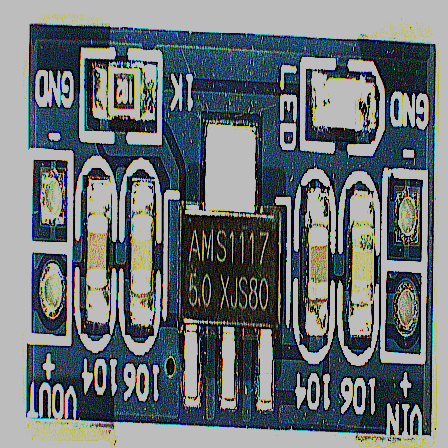 GND
1K
LED
GND
-
-
AMS1117
5.0 XJS80
+
+
104
106
104
106
VOUT
VIN